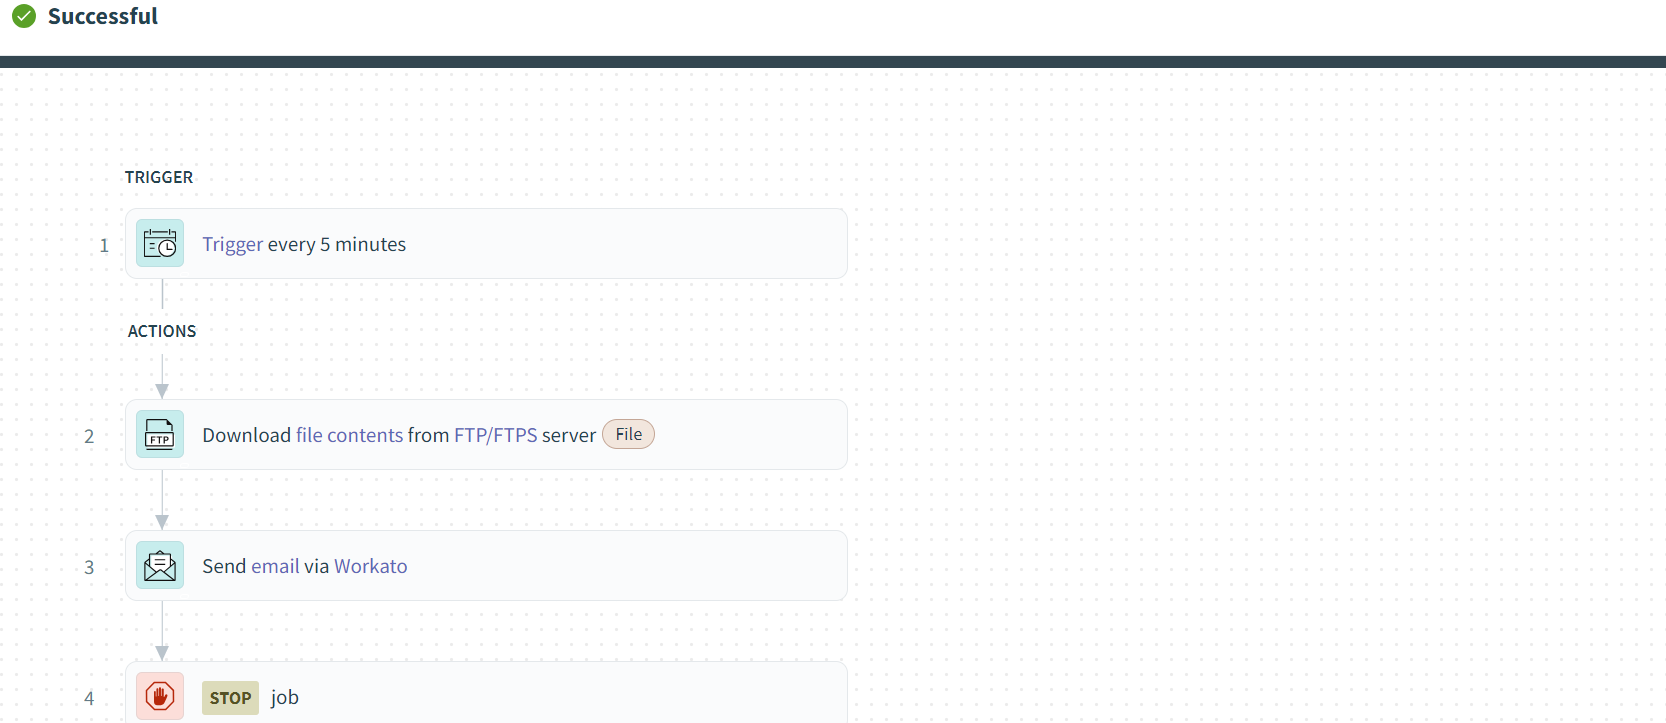 Successful
TRIGGER
1 Trigger every 5 minutes
ACTIONS
2 FTP Download file contents from FTP/FTPS server File
3 Send email via Workato
4 STOP job